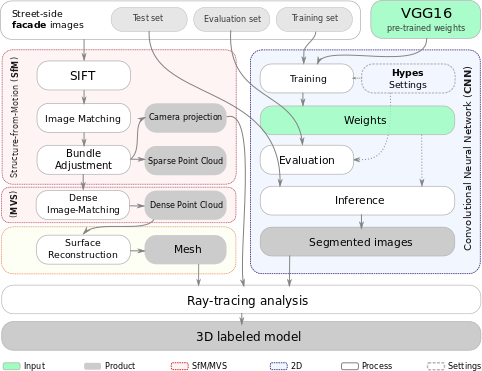 Street-side
facade images
Test set
Evaluation set
Training set
VGG16
pre-trained weights
Structure-from-Motion (SfM)
SIFT
Image Matching
Camera projection
Bundle
Adjustment
Sparse Point Cloud
(MVS)
Dense
Image-Matching
Dense Point Cloud
Surface
Reconstruction
Mesh
Convolutional Neural Network (CNN)
Training
Hypes
Settings
Weights
Evaluation
Inference
Segmented images
Ray-tracing analysis
3D labeled model
Input
Product
SfM/MVS
2D
Process
Settings